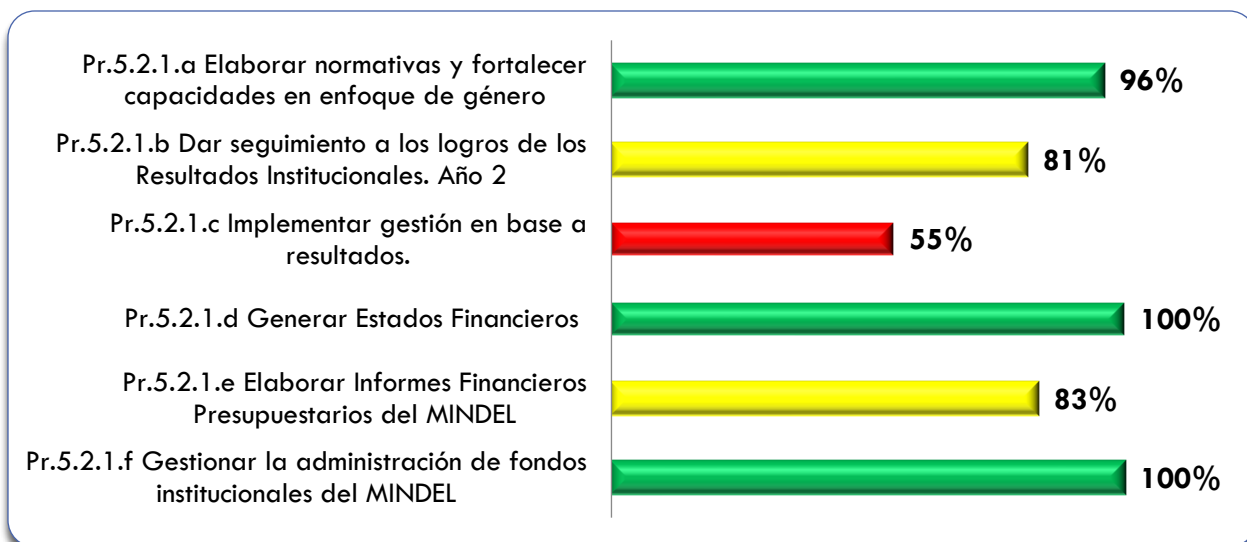 Pr.5.2.1.a Elaborar normativas y fortalecer
capacidades en enfoque de género
96%
Pr.5.2.1.b Dar seguimiento a los logros de los
Resultados Institucionales. Año 2
81%
Pr.5.2.1.c Implementar gestión en base a
resultados.
55%
Pr.5.2.1.d Generar Estados Financieros
100%
Pr.5.2.1.e Elaborar Informes Financieros
Presupuestarios del MINDEL
83%
Pr.5.2.1.f Gestionar la administración de fondos
institucionales del MINDEL
100%